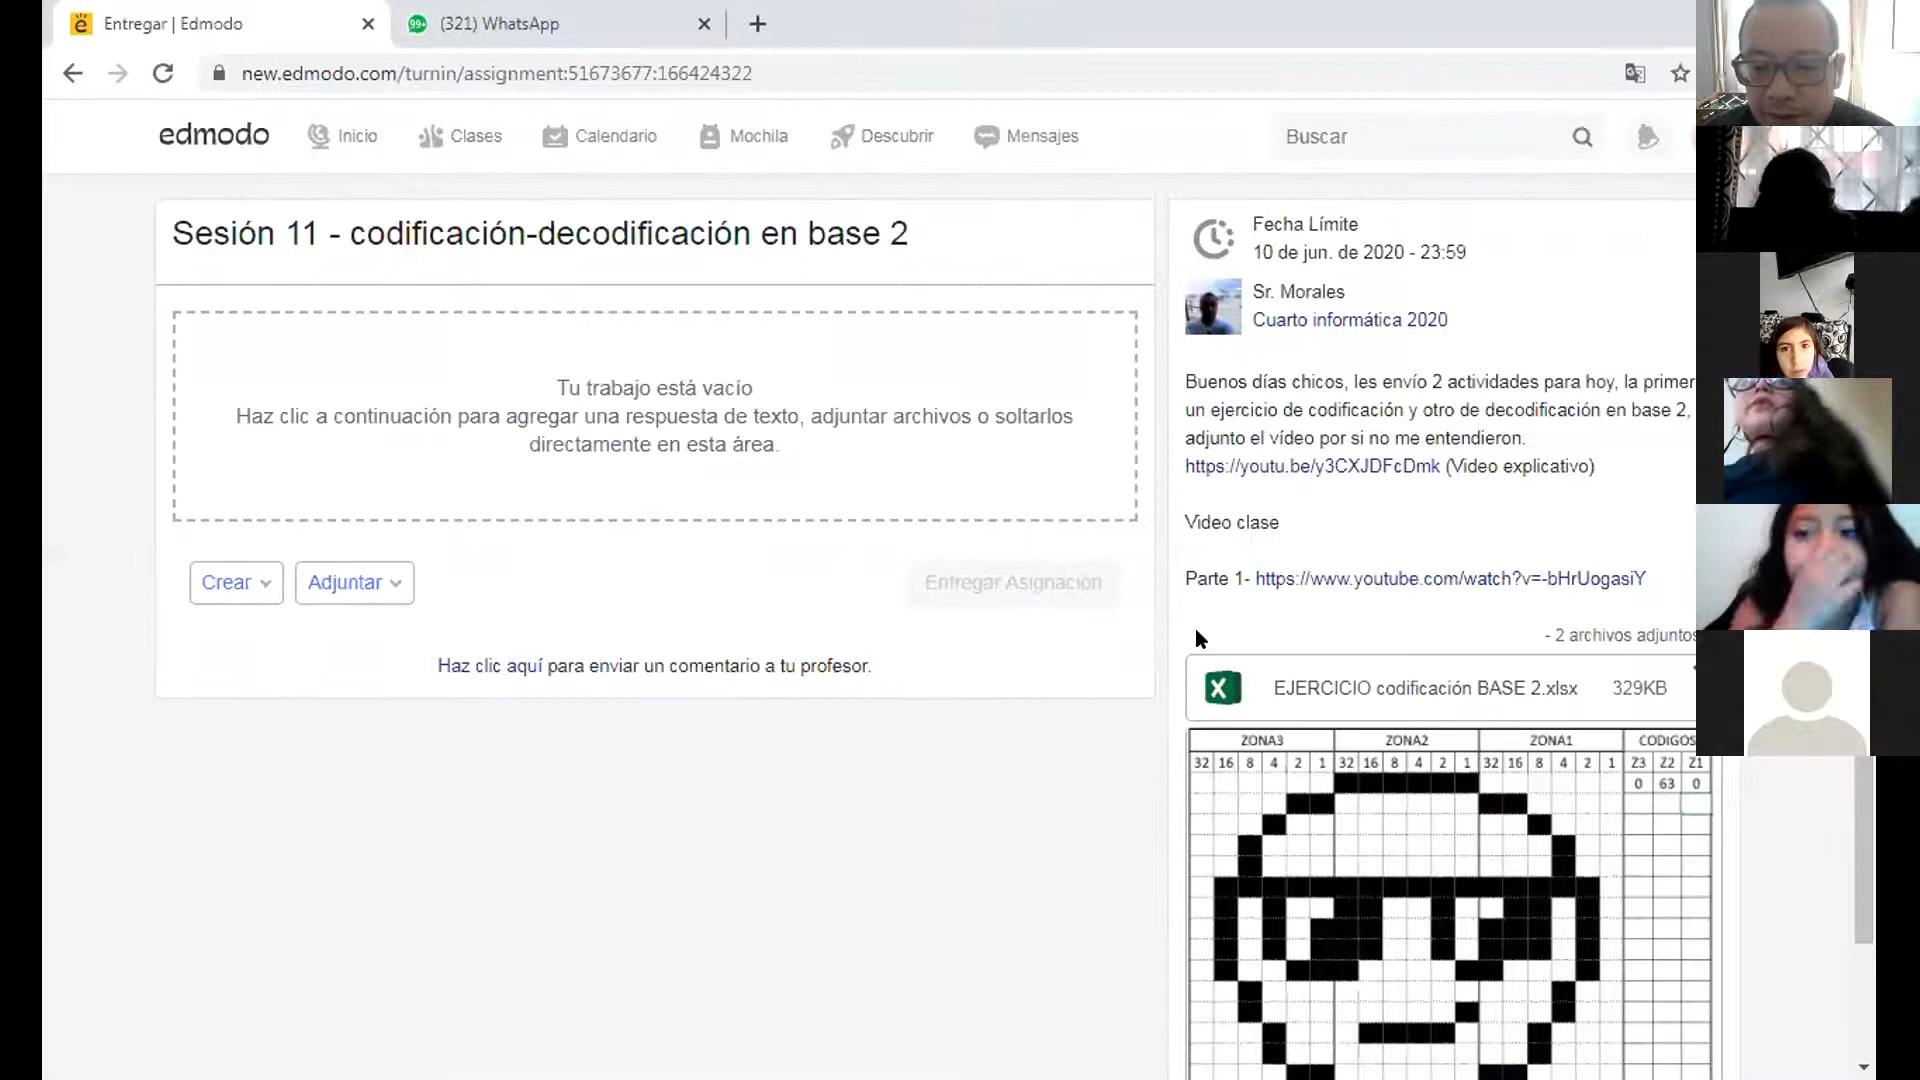 Entregar | Edmodo
99+
(321) WhatsApp
new.edmodo.com/turnin/assignment:51673677:166424322
edmodo
Inicio
Clases
Calendario
Mochila
Descubrir
Mensajes
Buscar
Sesión 11 - codificación-decodificación en base 2
Tu trabajo está vacío
Haz clic a continuación para agregar una respuesta de texto, adjuntar archivos o soltarlos
directamente en esta área.
Crear
Adjuntar
Entregar Asignación
Haz clic aquí para enviar un comentario a tu profesor.
Fecha Límite
10 de jun. de 2020 - 23:59
Sr. Morales
Cuarto informática 2020
Buenos días chicos, les envío 2 actividades para hoy, la primer
un ejercicio de codificación y otro de decodificación en base 2,
adjunto el vídeo por si no me entendieron.
https://youtu.be/y3CXJDFcDmk (Video explicativo)
Video clase
Parte 1- https://www.youtube.com/watch?v=-bHrUogasiY
- 2 archivos adjuntos
EJERCICIO codificación BASE 2.xlsx 329KB
ZONA3 ZONA2 ZONA1 CODIGOS
32 16 8 4 2 1 32 16 8 4 2 1 32 16 8 4 2 1 Z3 Z2 Z1
0 63 0